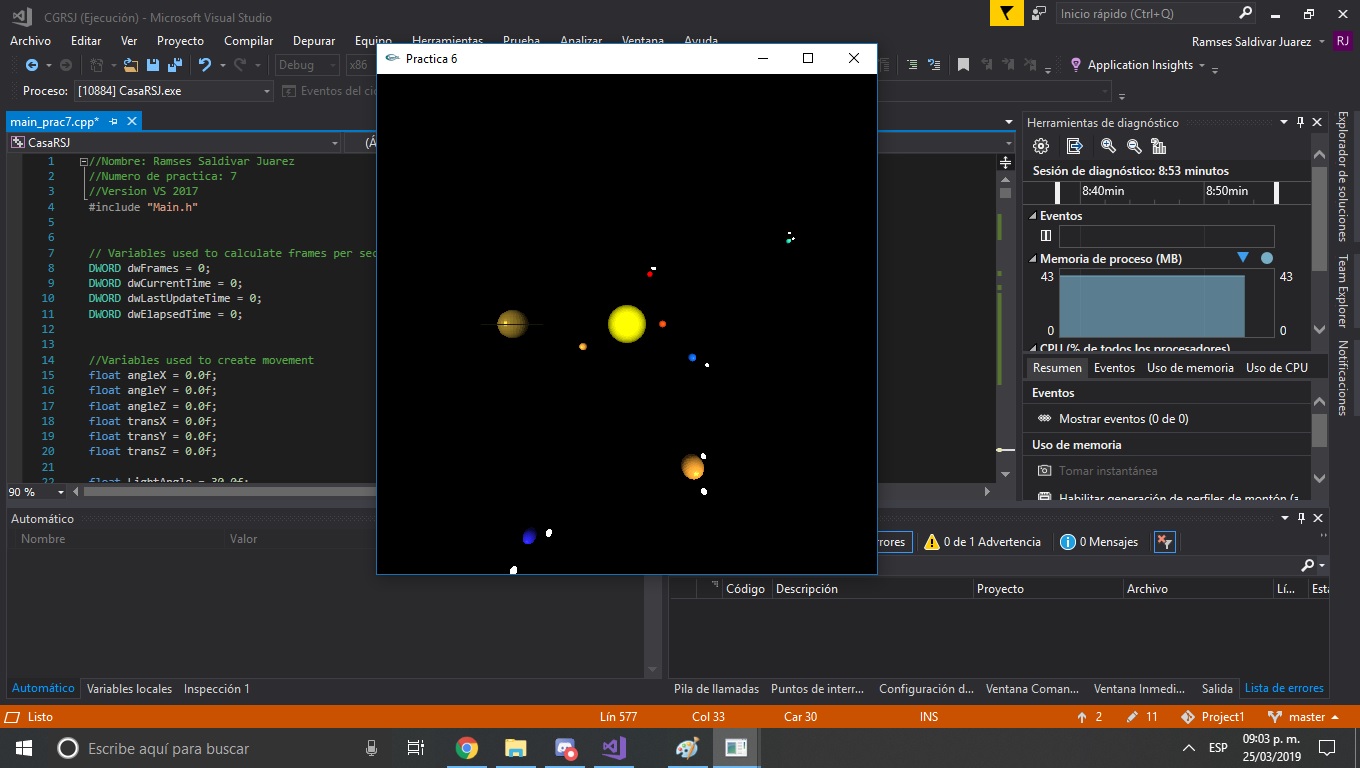 CGRSJ (Ejecución) - Microsoft Visual Studio
Inicio rápido (Ctrl+Q)
Archivo Editar Ver Proyecto Compilar Depurar Equipo Herramientas Prueba Analizar Ventana Ayuda
Ramses Saldivar Juarez RJ
Debug x86
Application Insights
Proceso: [10884] CasaRSJ.exe
Eventos del cic
Practica 6
main_prac7.cpp*
CasaRSJ
(Á
1 //Nombre: Ramses Saldivar Juarez
2 //Numero de practica: 7
3 //Version VS 2017
4 #include "Main.h"
5
6
7 // Variables used to calculate frames per sec
8 DWORD dwFrames = 0;
9 DWORD dwCurrentTime = 0;
10 DWORD dwLastUpdateTime = 0;
11 DWORD dwElapsedTime = 0;
12
13
14 //Variables used to create movement
15 float angleX = 0.0f;
16 float angleY = 0.0f;
17 float angleZ = 0.0f;
18 float transX = 0.0f;
19 float transY = 0.0f;
20 float transZ = 0.0f;
21
22 float LightAngle = 30.0f;
90 %
Herramientas de diagnóstico
Sesión de diagnóstico: 8:53 minutos
8:40min 8:50min
Eventos
Memoria de proceso (MB)
43 43
0 0
CPU (% de todos los procesadores)
Resumen Eventos Uso de memoria Uso de CPU
Eventos
Mostrar eventos (0 de 0)
Uso de memoria
Tomar instantánea
Habilitar generación de perfiles de montón (a
Explorador de soluciones
Team Explorer
Notificaciones
Automático
Nombre Valor
rores
0 de 1 Advertencia
0 Mensajes
Código Descripción Proyecto Archivo Lí... Esta
Automático Variables locales Inspección 1
Pila de llamadas Puntos de interr... Configuración d... Ventana Coman... Ventana Inmedi... Salida Lista de errores
Listo Lín 577 Col 33 Car 30 INS 2 11 Project1 master
Escribe aquí para buscar
ESP
09:03 p. m.
25/03/2019